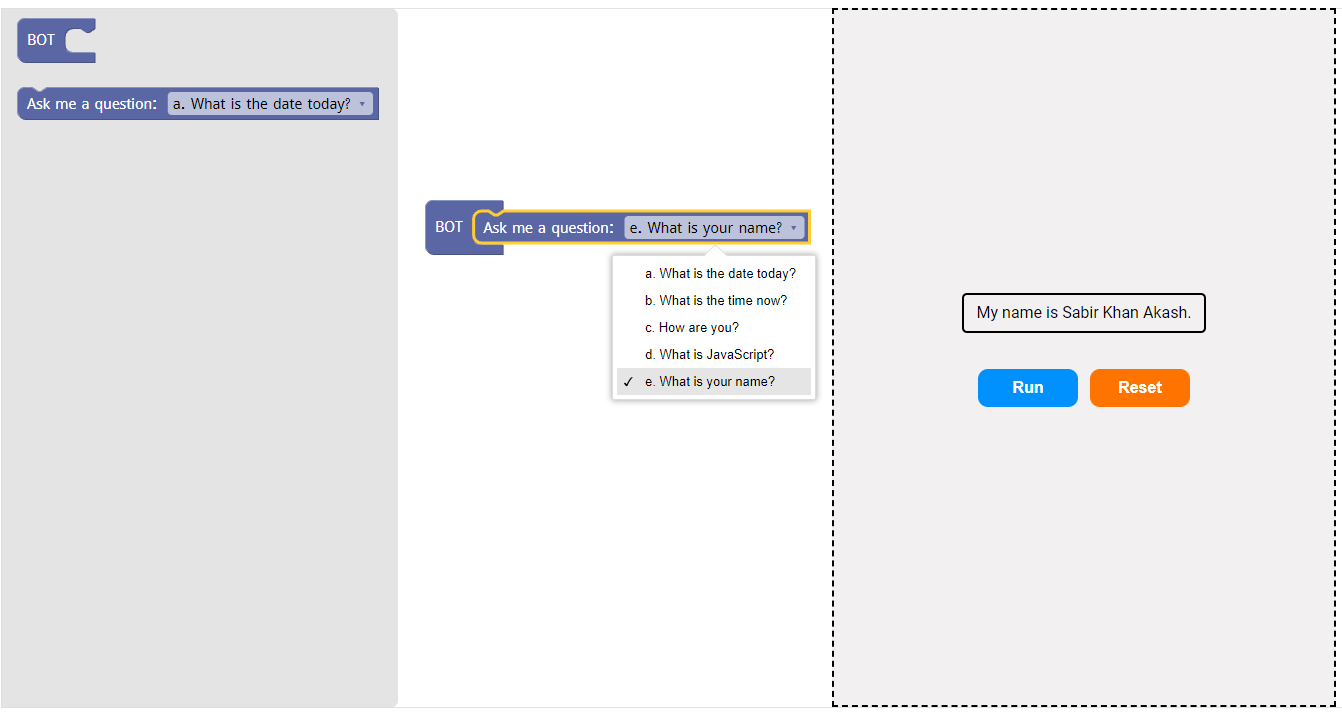 BOT
Ask me a question: a. What is the date today?
BOT Ask me a question: e. What is your name?
a. What is the date today?
b. What is the time now?
c. How are you?
d. What is JavaScript?
✓ e. What is your name?
My name is Sabir Khan Akash.
Run Reset